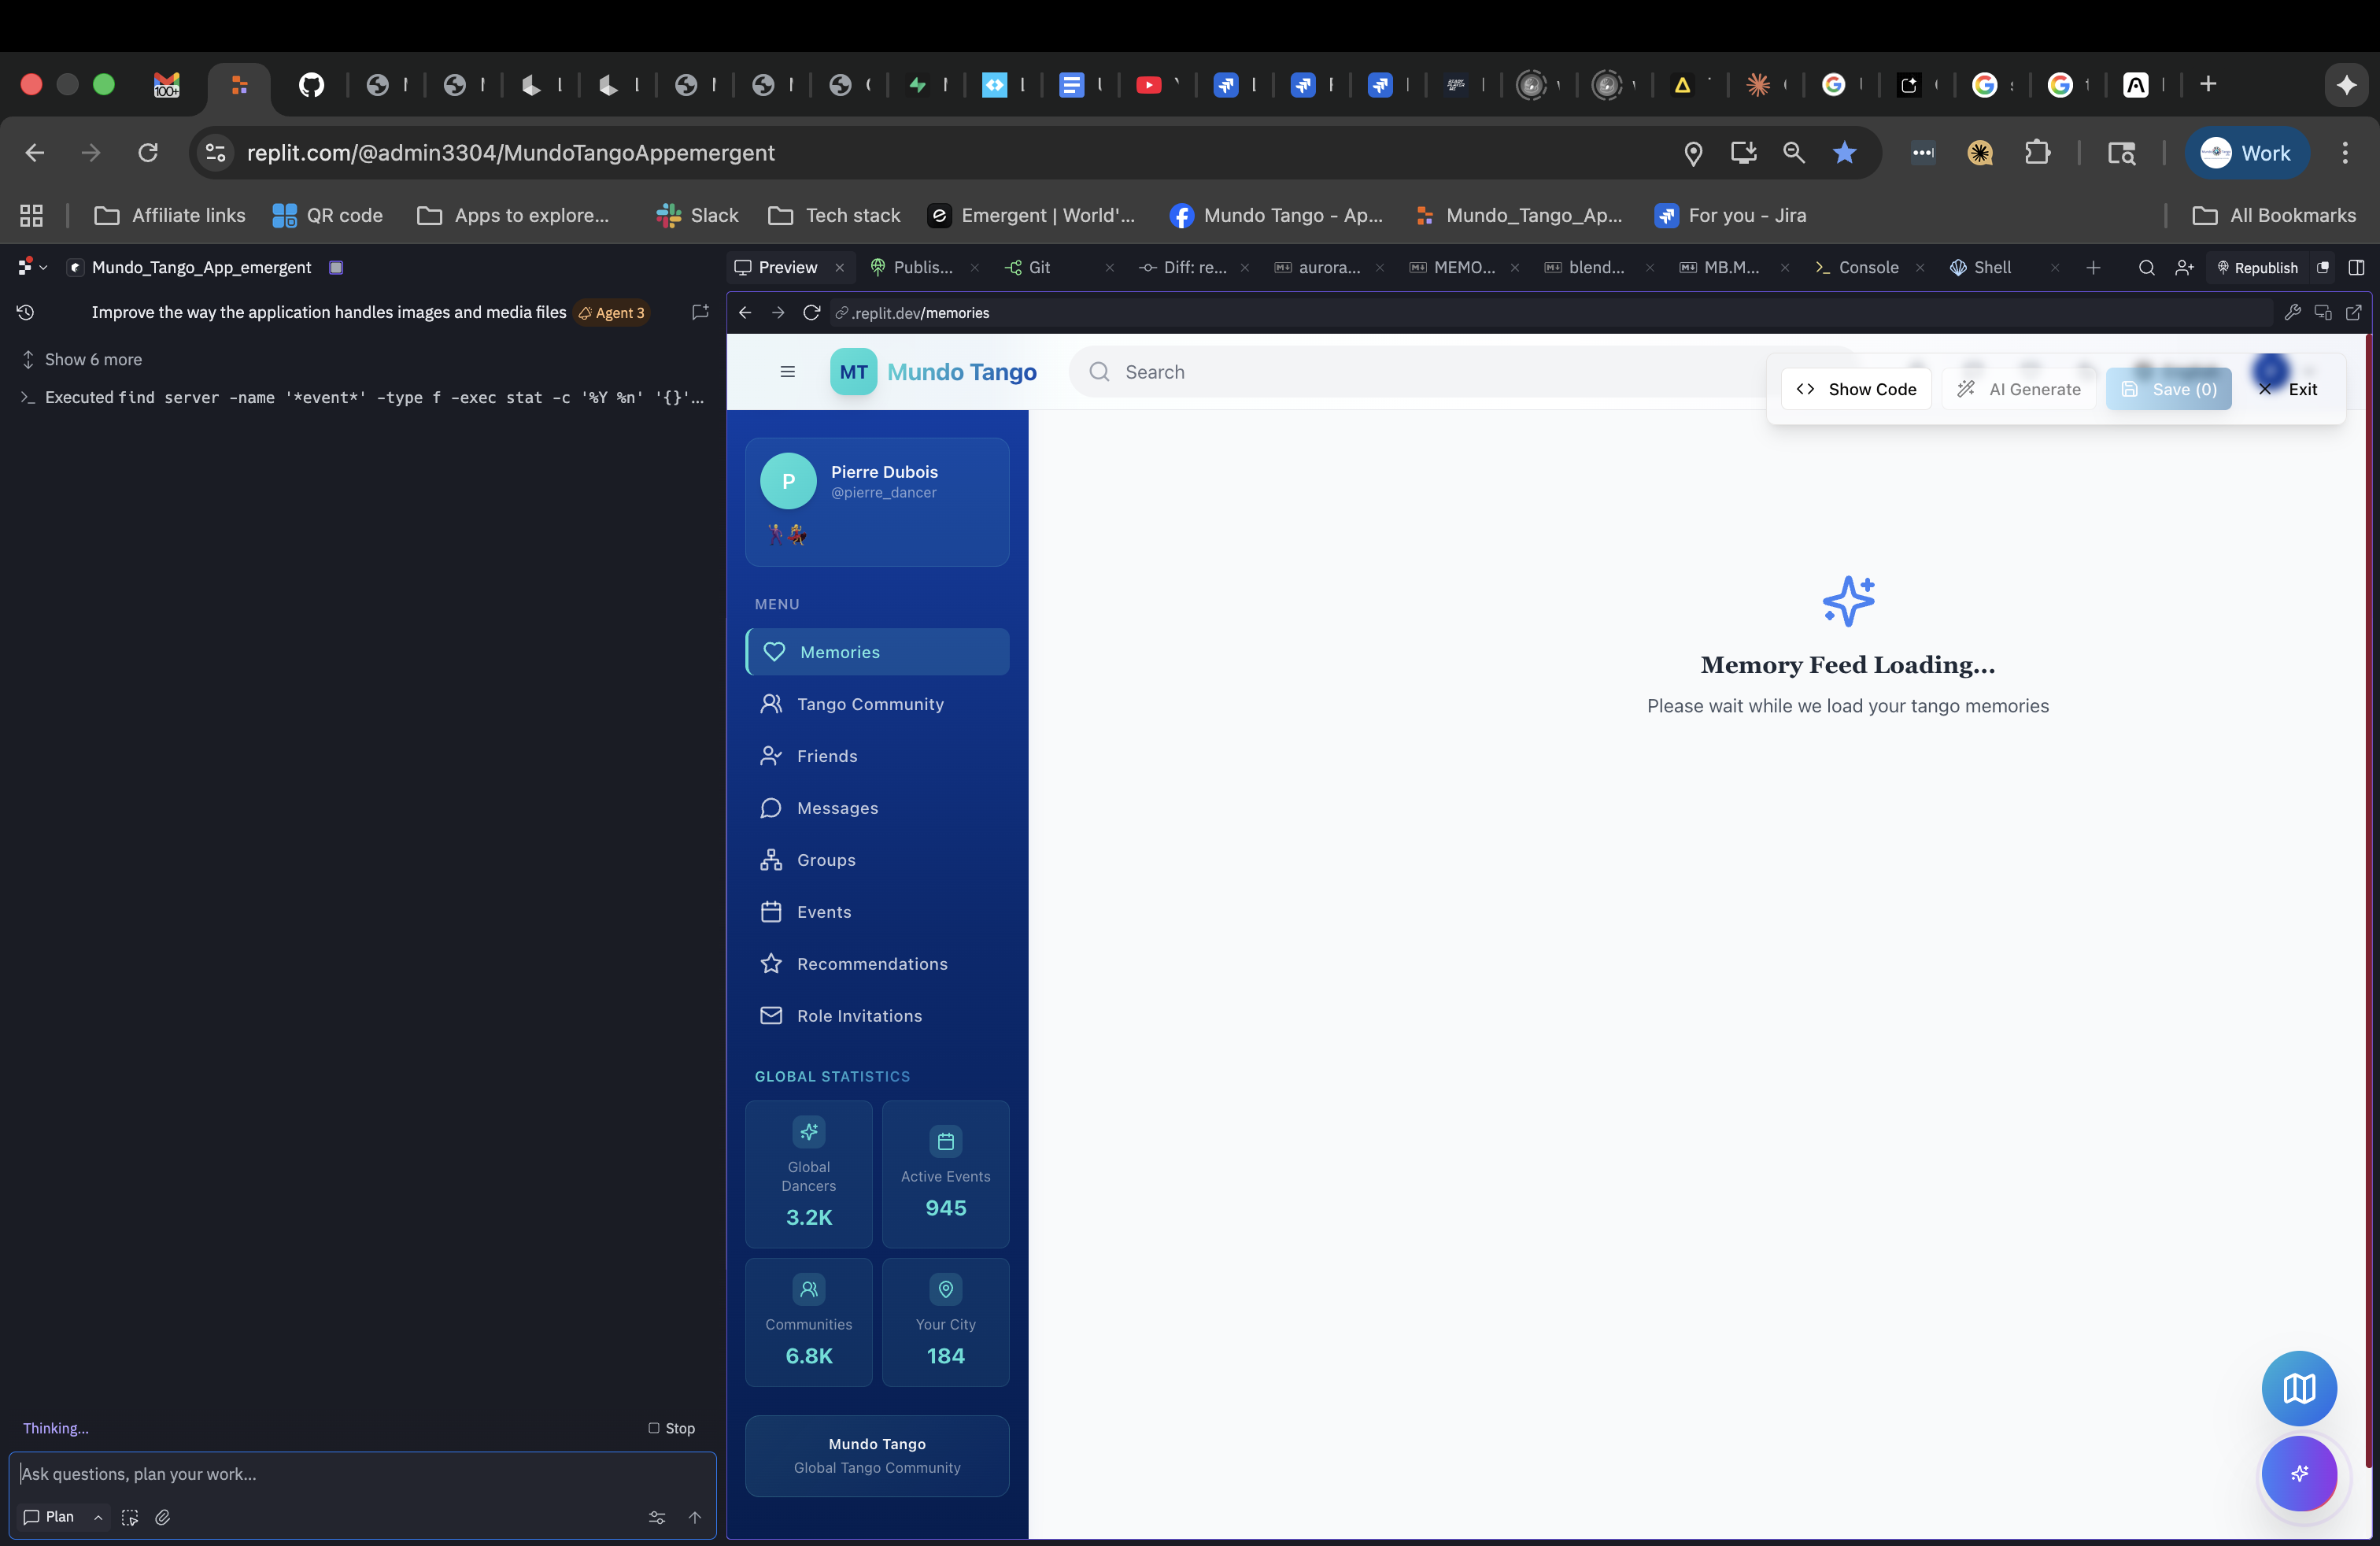 100+
replit.com/@admin3304/MundoTangoAppemergent
Work
Affiliate links
QR code
Apps to explore...
Slack
Tech stack
Emergent | World'...
Mundo Tango - Ap...
Mundo_Tango_Ap...
For you - Jira
All Bookmarks
Mundo_Tango_App_emergent
Preview
Publis...
Git
Diff: re...
aurora...
MEMO...
blend...
MB.M...
Console
Shell
Republish
Improve the way the application handles images and media files
Agent 3
.replit.dev/memories
Show 6 more
Executed find server -name '*event*' -type f -exec stat -c '%Y %n' '{}'...
MT
Mundo Tango
Search
Show Code
AI Generate
Save (0)
Exit
P
Pierre Dubois
@pierre_dancer
MENU
Memories
Tango Community
Friends
Messages
Groups
Events
Recommendations
Role Invitations
GLOBAL STATISTICS
Global
Dancers
3.2K
Active Events
945
Communities
6.8K
Your City
184
Mundo Tango
Global Tango Community
Memory Feed Loading...
Please wait while we load your tango memories
Thinking...
Stop
Ask questions, plan your work...
Plan